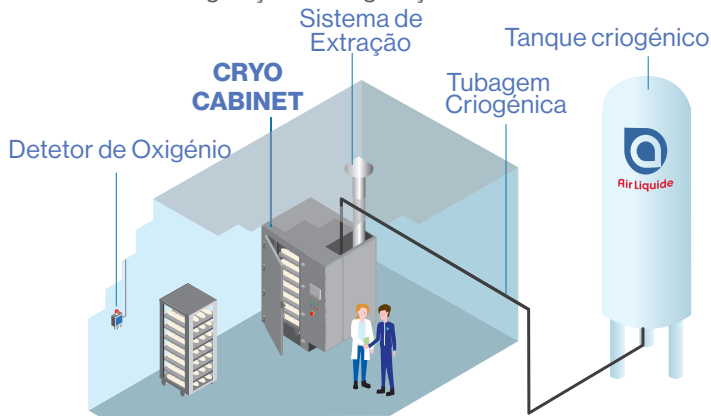 Sistema de
Extração
Tanque criogénico
CRYO
CABINET
Tubagem
Criogénica
Detetor de Oxigénio
Air Liquide